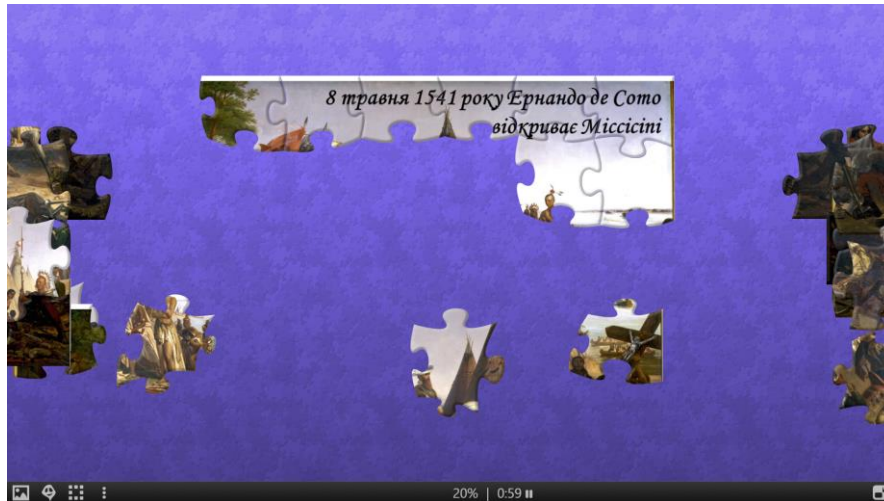 8 травня 1541 року Ернандо де Сото
відкриває Міссісіпі
20% | 0:59